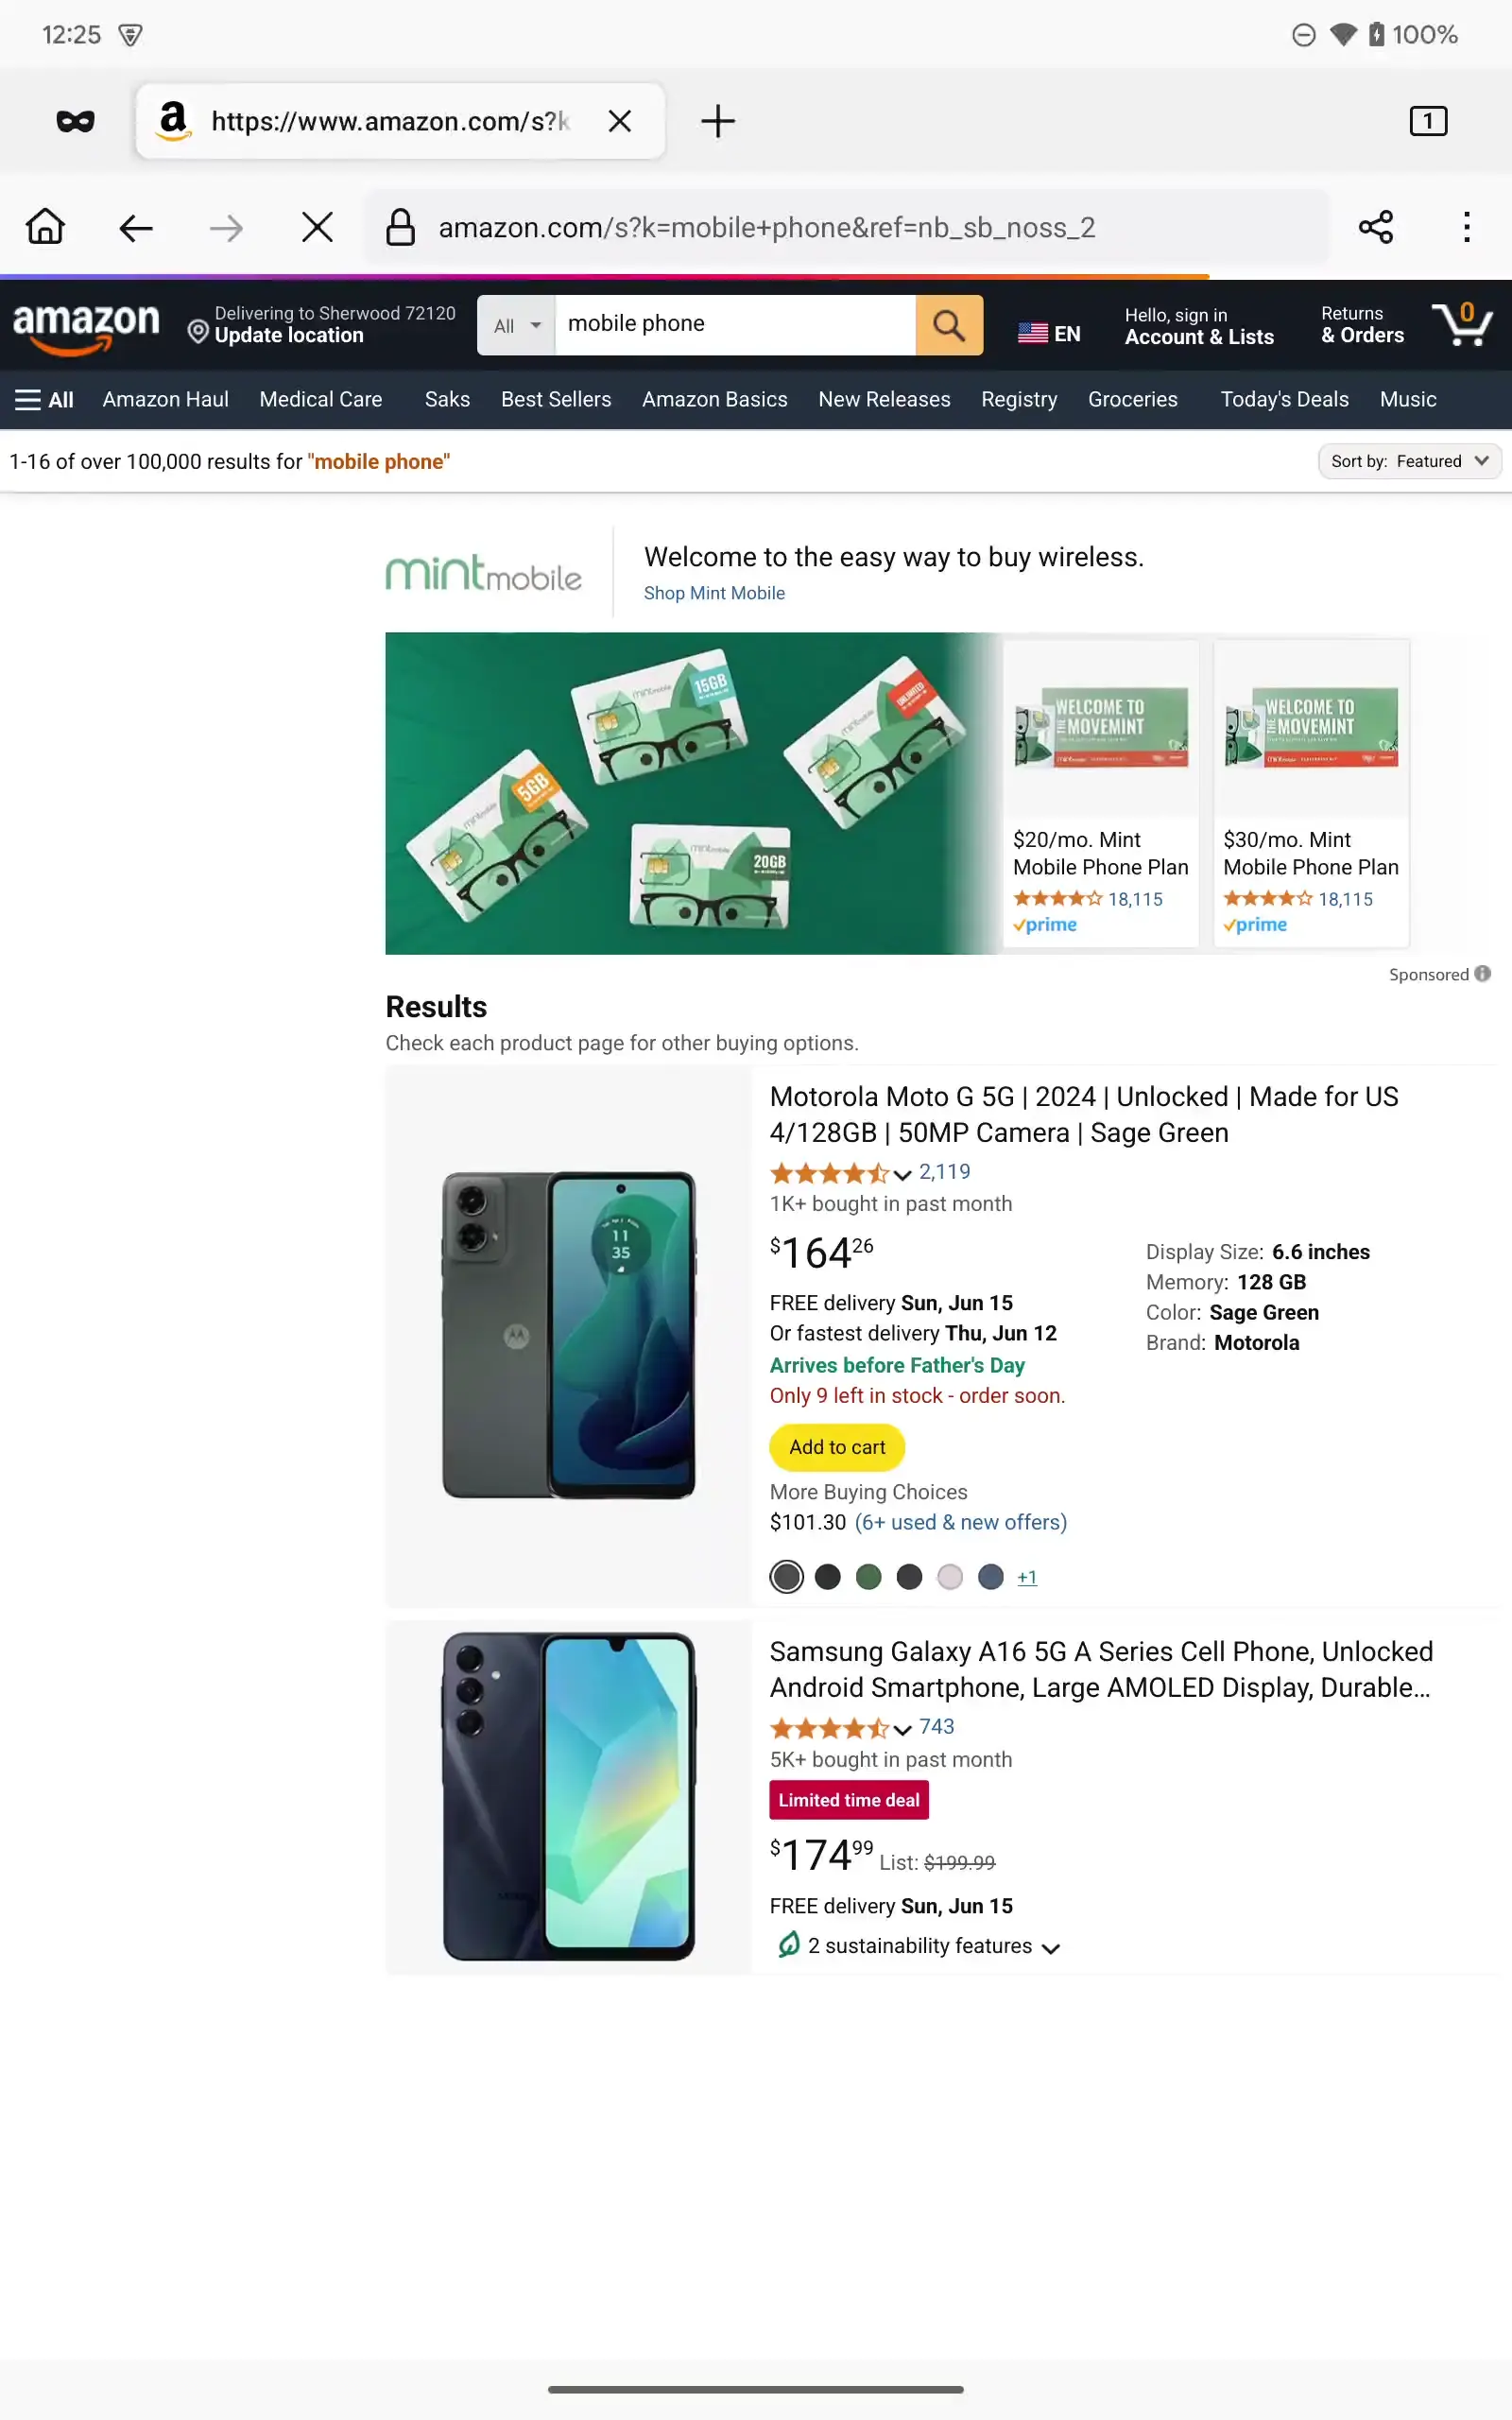 12:25
100%
https://www.amazon.com/s?k
1
amazon.com/s?k=mobile+phone&ref=nb_sb_noss_2
amazon
Delivering to Sherwood 72120
Update location
All
mobile phone
EN
Hello, sign in
Account & Lists
Returns
& Orders
0
All
Amazon Haul
Medical Care
Saks
Best Sellers
Amazon Basics
New Releases
Registry
Groceries
Today's Deals
Music
1-16 of over 100,000 results for "mobile phone"
Sort by: Featured
mintmobile
Welcome to the easy way to buy wireless.
Shop Mint Mobile
15GB
UNLIMITED
5GB
20GB
WELCOME TO
THE MOVEMINT
WELCOME TO
THE MOVEMINT
$20/mo. Mint
Mobile Phone Plan
18,115
prime
$30/mo. Mint
Mobile Phone Plan
18,115
prime
Sponsored
Results
Check each product page for other buying options.
Motorola Moto G 5G | 2024 | Unlocked | Made for US
4/128GB | 50MP Camera | Sage Green
2,119
1K+ bought in past month
$164.26
FREE delivery Sun, Jun 15
Or fastest delivery Thu, Jun 12
Arrives before Father's Day
Only 9 left in stock - order soon.
Display Size: 6.6 inches
Memory: 128 GB
Color: Sage Green
Brand: Motorola
Add to cart
More Buying Choices
$101.30 (6+ used & new offers)
+1
11
35
Samsung Galaxy A16 5G A Series Cell Phone, Unlocked
Android Smartphone, Large AMOLED Display, Durable...
743
5K+ bought in past month
Limited time deal
$174.99 List: $199.99
FREE delivery Sun, Jun 15
2 sustainability features